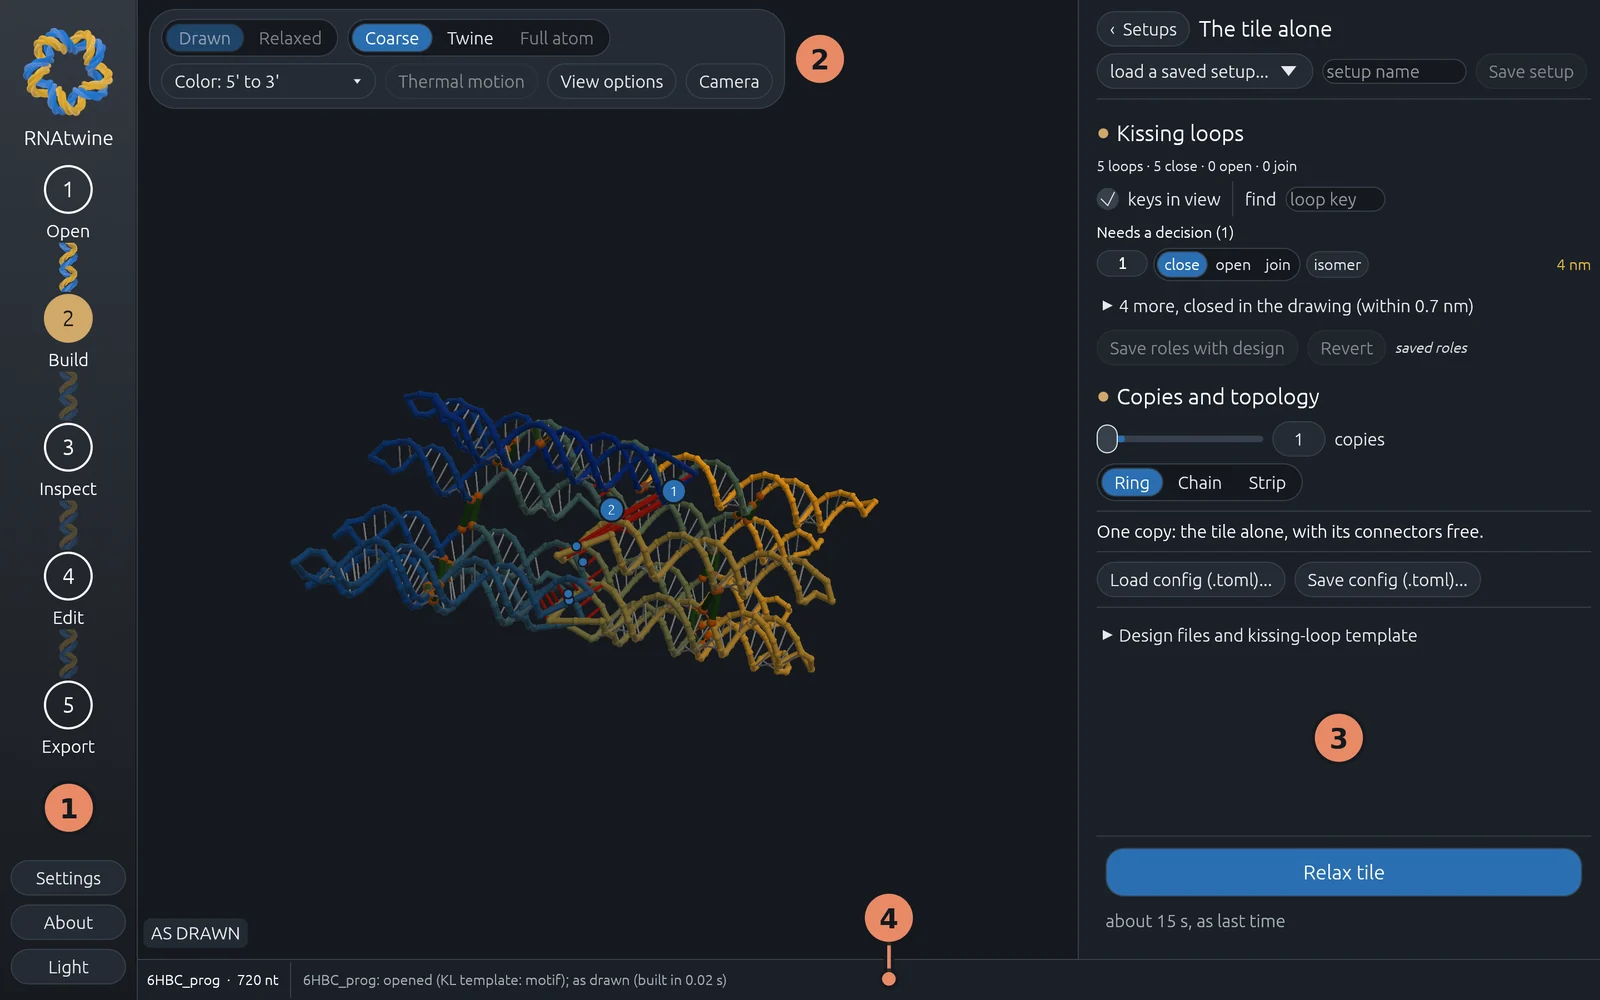 RNAtwine
1
Open
2
Build
3
Inspect
4
Edit
5
Export
1
Settings
About
Light
Drawn Relaxed Coarse Twine Full atom
Color: 5' to 3' Thermal motion View options Camera
2
1
2
AS DRAWN
4
6HBC_prog · 720 nt 6HBC_prog: opened (KL template: motif); as drawn (built in 0.02 s)
‹ Setups The tile alone
load a saved setup... setup name Save setup
Kissing loops
5 loops · 5 close · 0 open · 0 join
keys in view find loop key
Needs a decision (1)
1 close open join isomer 4 nm
4 more, closed in the drawing (within 0.7 nm)
Save roles with design Revert saved roles
Copies and topology
1 copies
Ring Chain Strip
One copy: the tile alone, with its connectors free.
Load config (.toml)... Save config (.toml)...
Design files and kissing-loop template
3
Relax tile
about 15 s, as last time